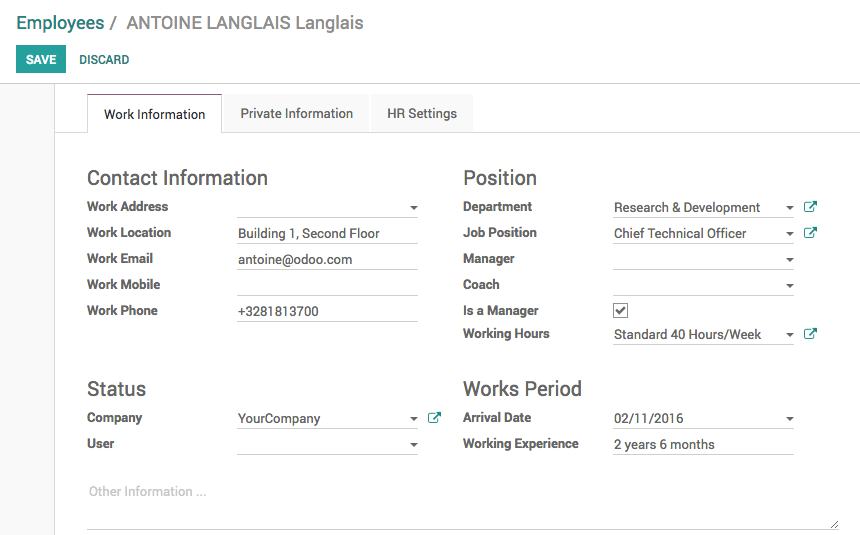 Employees / ANTOINE LANGLAIS Langlais
SAVE DISCARD
Work Information Private Information HR Settings
Contact Information
Work Address
Work Location Building 1, Second Floor
Work Email antoine@odoo.com
Work Mobile
Work Phone +3281813700
Position
Department Research & Development
Job Position Chief Technical Officer
Manager
Coach
Is a Manager
Working Hours Standard 40 Hours/Week
Status
Company YourCompany
User
Works Period
Arrival Date 02/11/2016
Working Experience 2 years 6 months
Other Information ...